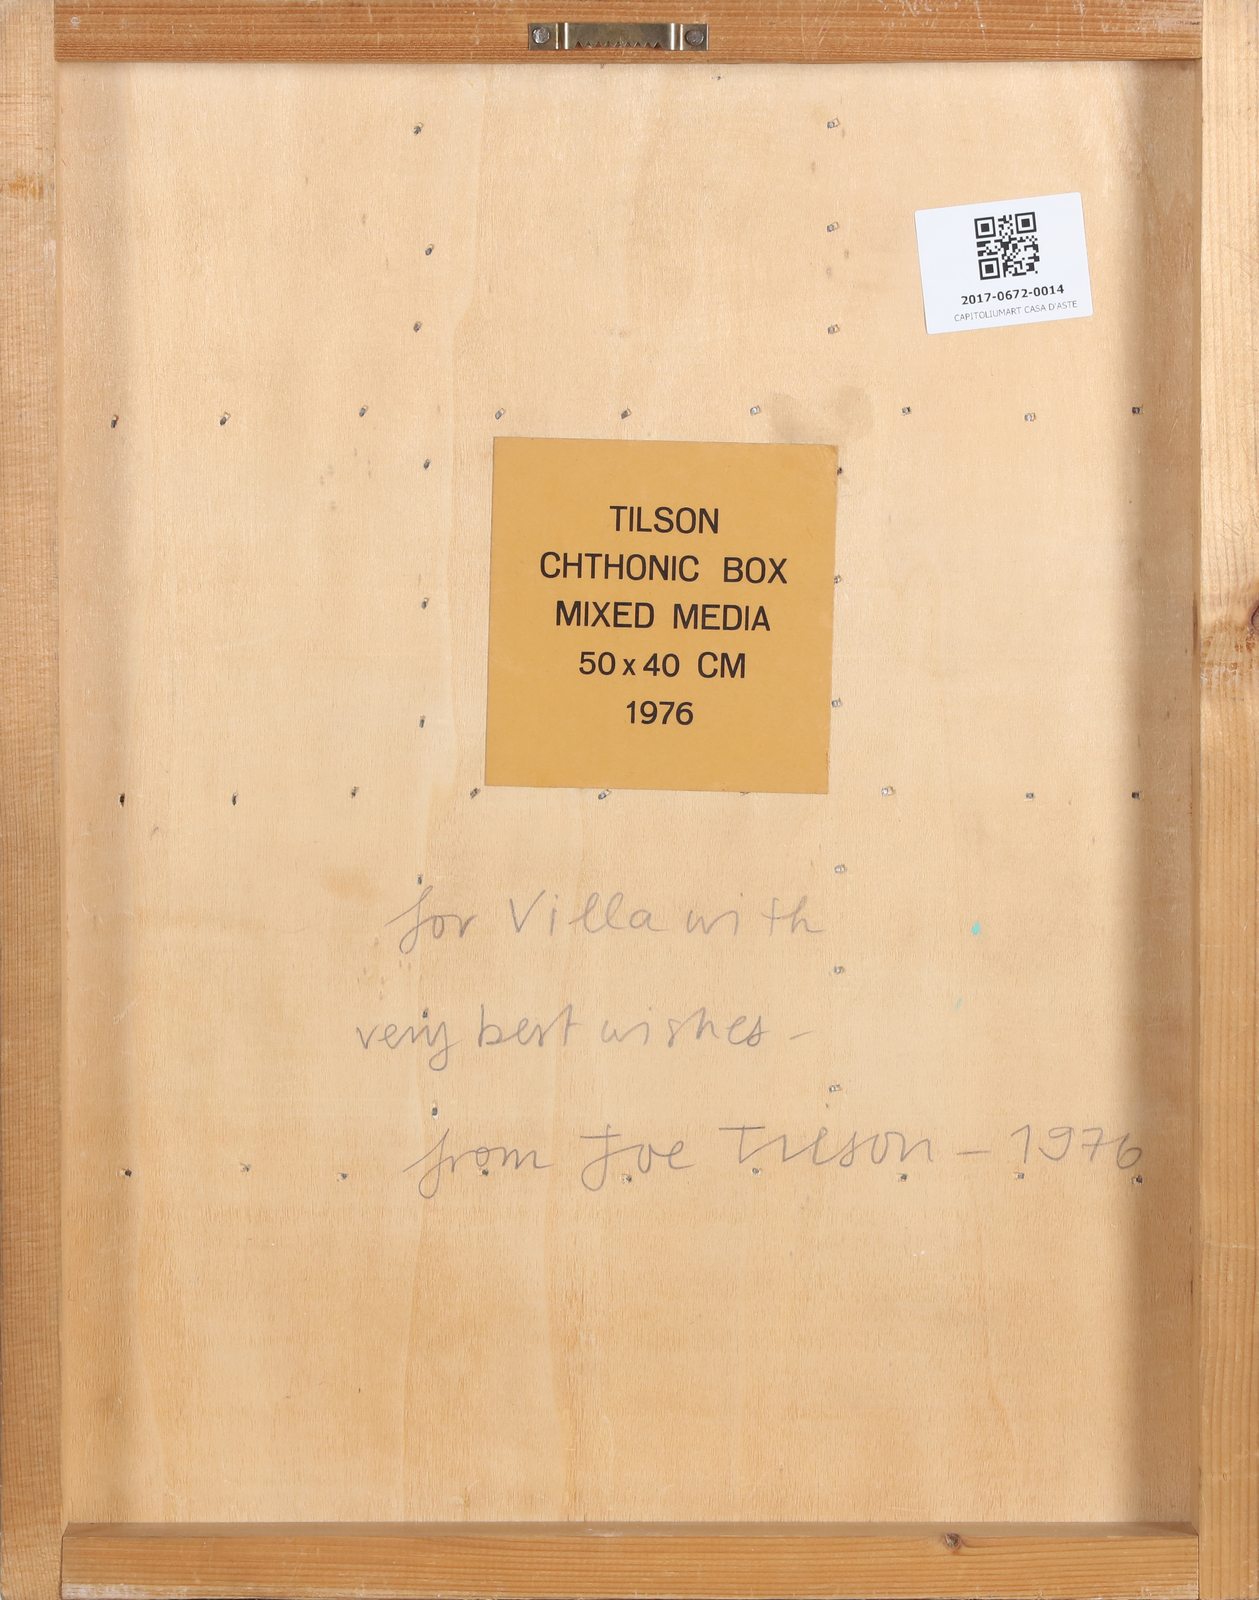 2017-0672-0014
CAPITOLIUMART CASA D'ASTE
TILSON
CHTHONIC BOX
MIXED MEDIA
50 x 40 CM
1976
for Villa with
very best wishes -
from Joe Tilson - 1976